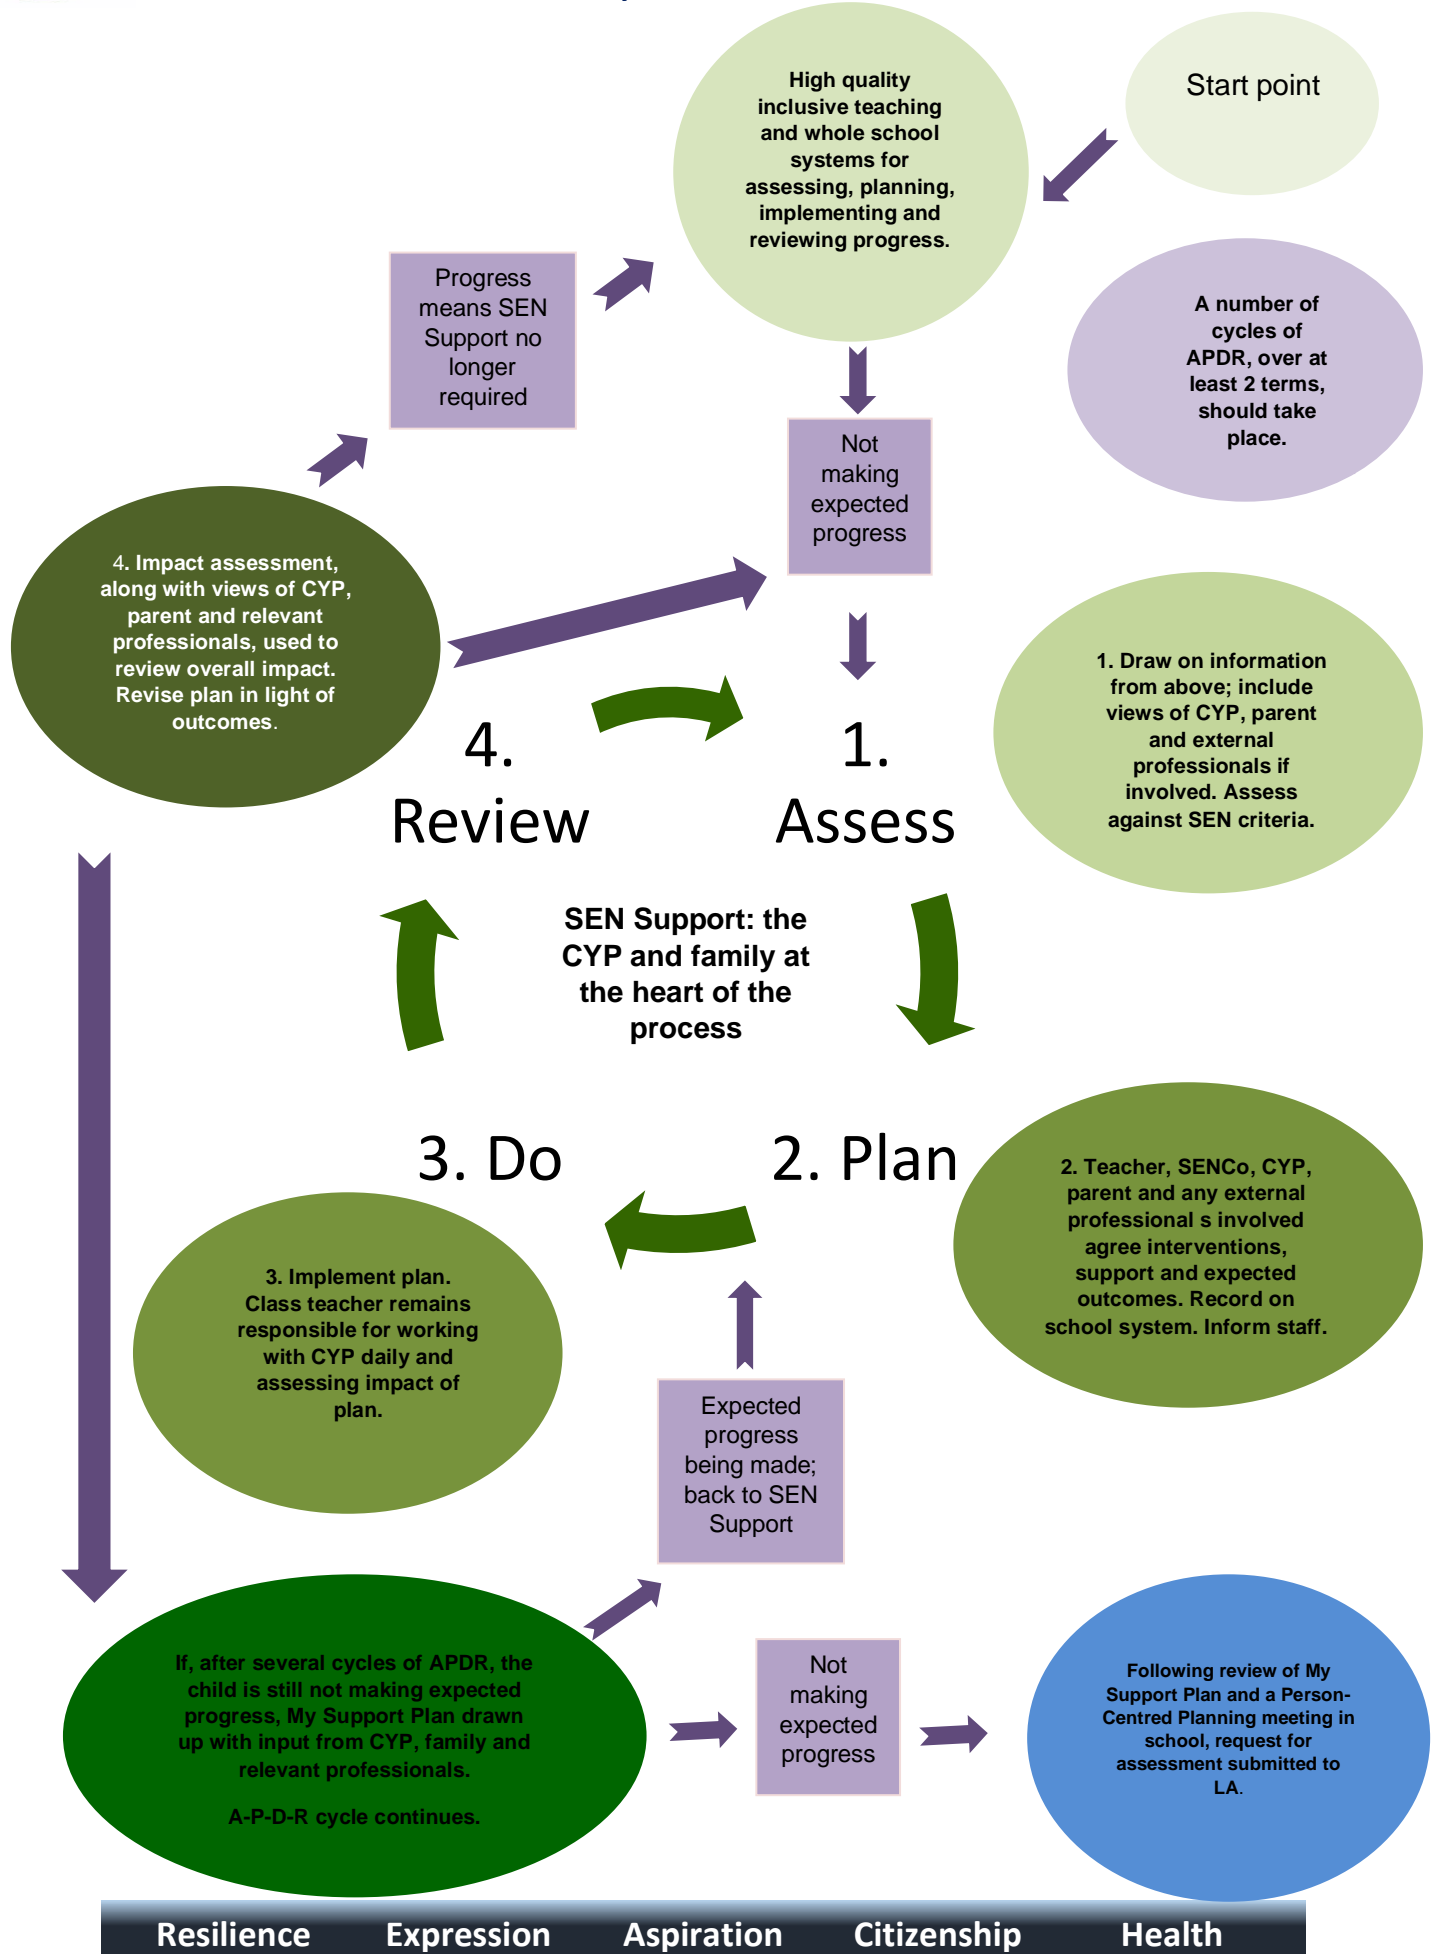 Start point
High quality
inclusive teaching
and whole school
systems for
assessing, planning,
implementing and
reviewing progress.
Progress
means SEN
Support no
longer
required
A number of
cycles of
APDR, over at
least 2 terms,
should take
place.
Not
making
expected
progress
4. Impact assessment,
along with views of CYP,
parent and relevant
professionals, used to
review overall impact.
Revise plan in light of
outcomes.
1. Draw on information
from above; include
views of CYP, parent
and external
professionals if
involved. Assess
against SEN criteria.
4.
Review
1.
Assess
SEN Support: the
CYP and family at
the heart of the
process
3. Do
2. Plan
2. Teacher, SENCo, CYP,
parent and any external
professional s involved
agree interventions,
support and expected
outcomes. Record on
school system. Inform staff.
3. Implement plan.
Class teacher remains
responsible for working
with CYP daily and
assessing impact of
plan.
Expected
progress
being made;
back to SEN
Support
If, after several cycles of APDR, the
child is still not making expected
progress, My Support Plan drawn
up with input from CYP, family and
relevant professionals.
A-P-D-R cycle continues.
Not
making
expected
progress
Following review of My
Support Plan and a Person-
Centred Planning meeting in
school, request for
assessment submitted to
LA.
Resilience Expression Aspiration Citizenship Health